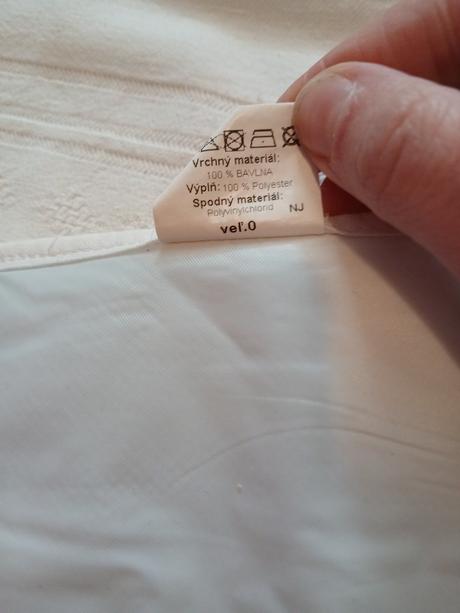 Vrchný materiál:
100 % BAVLNA
Výplň: 100 % Polyester
Spodný materiál:
Polyvinylchlorid NJ
veľ.0